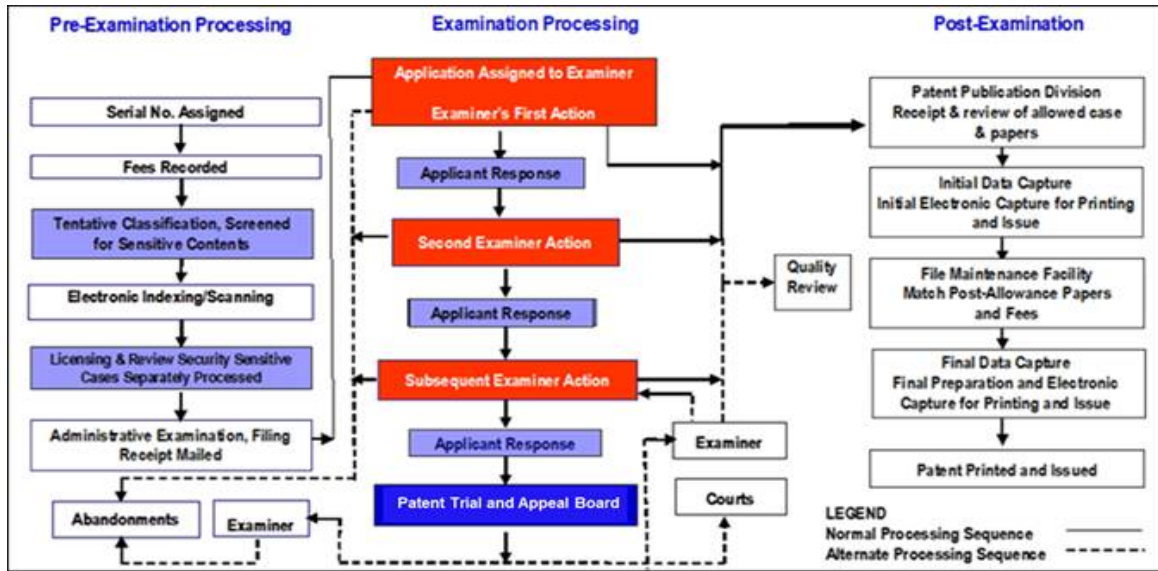 Pre-Examination Processing
Serial No. Assigned
Fees Recorded
Tentative Classification, Screened
for Sensitive Contents
Electronic Indexing/Scanning
Licensing & Review Security Sensitive
Cases Separately Processed
Administrative Examination, Filing
Receipt Mailed
Abandonments
Examiner
Examination Processing
Application Assigned to Examiner
Examiner's First Action
Applicant Response
Second Examiner Action
Applicant Response
Subsequent Examiner Action
Applicant Response
Patent Trial and Appeal Board
Quality
Review
Examiner
Courts
Post-Examination
Patent Publication Division
Receipt & review of allowed case
& papers
Initial Data Capture
Initial Electronic Capture for Printing
and Issue
File Maintenance Facility
Match Post-Allowance Papers
and Fees
Final Data Capture
Final Preparation and Electronic
Capture for Printing and Issue
Patent Printed and Issued
LEGEND
Normal Processing Sequence
Alternate Processing Sequence